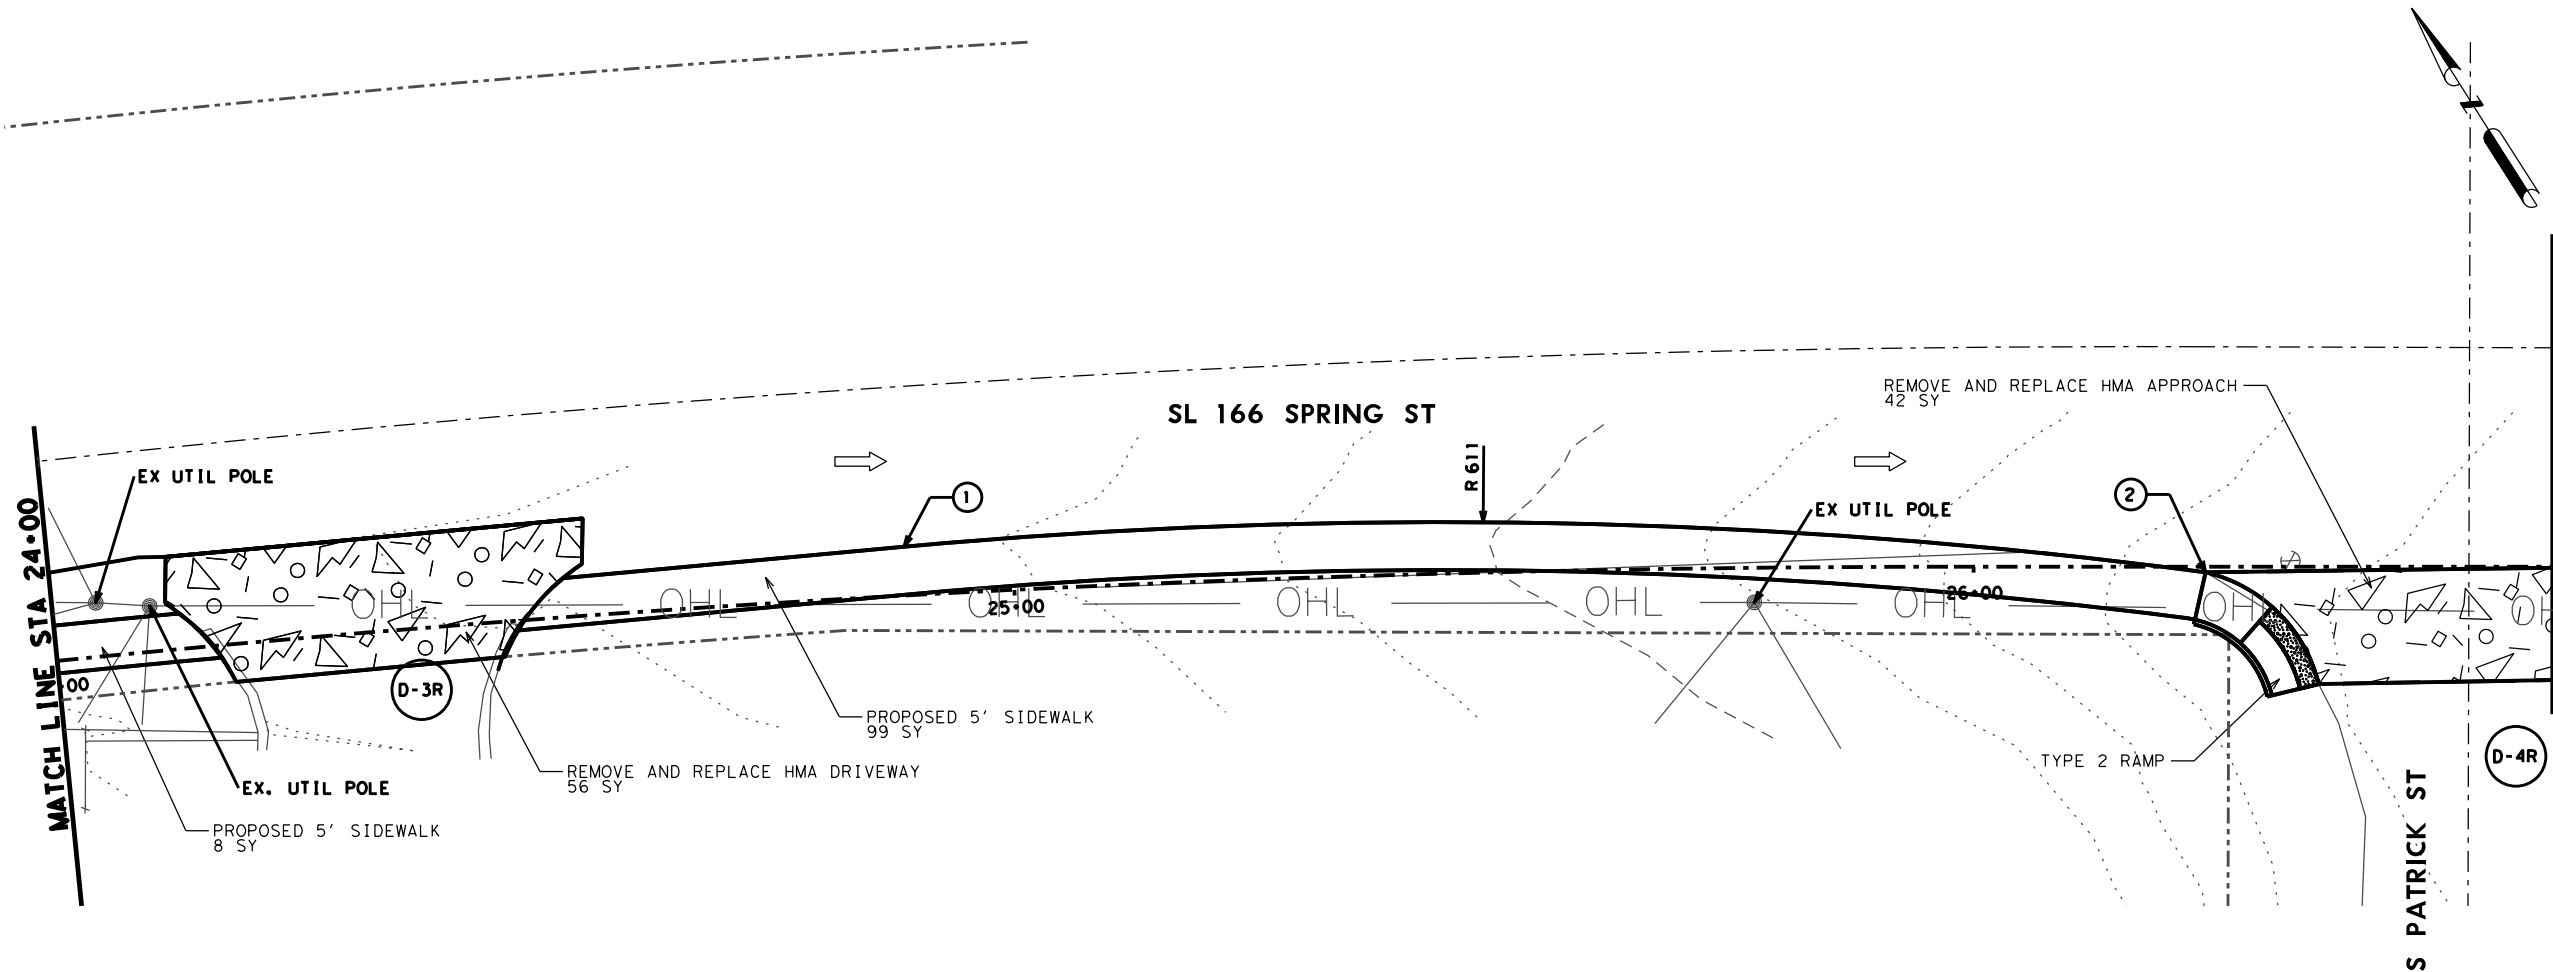 REMOVE AND REPLACE HMA APPROACH
42 SY
SL 166 SPRING ST
R 611
EX UTIL POLE
1
2
EX UTIL POLE
MATCH LINE STA 24+00
OHL
OHL
OHL
OHL
OHL
OHL
OHL
OH
25+00
26+00
+00
D-3R
PROPOSED 5' SIDEWALK
99 SY
REMOVE AND REPLACE HMA DRIVEWAY
56 SY
EX. UTIL POLE
PROPOSED 5' SIDEWALK
8 SY
TYPE 2 RAMP
D-4R
S PATRICK ST